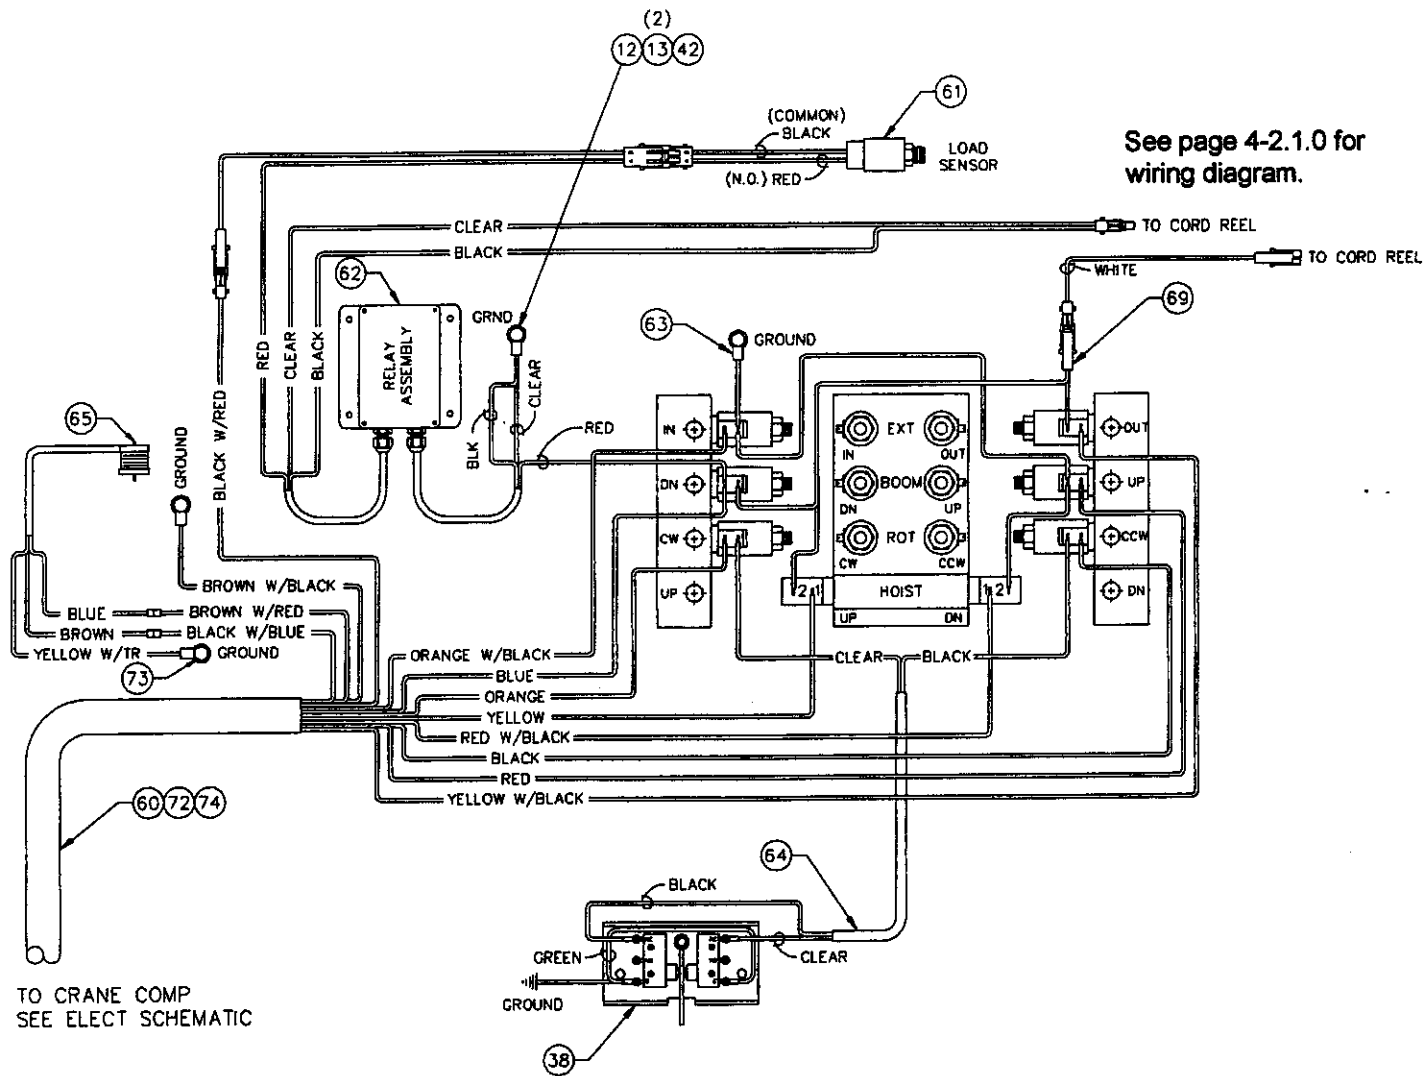 (2)
12 13 42
61
(COMMON)
BLACK
LOAD
SENSOR
(N.O.) RED
See page 4-2.1.0 for
wiring diagram.
CLEAR
TO CORD REEL
BLACK
WHITE
TO CORD REEL
62
GRND
63
GROUND
69
RED
CLEAR
BLACK
RELAY
ASSEMBLY
CLEAR
BLACK W/RED
BLK
RED
65
GROUND
IN
EXT
IN
OUT
OUT
DN
BOOM
DN
UP
UP
CW
ROT
CW
CCW
CCW
UP
2 1
HOIST
1 2
DN
UP
DN
BROWN W/BLACK
BLUE
BROWN W/RED
BROWN
BLACK W/BLUE
YELLOW W/TR
GROUND
73
ORANGE W/BLACK
CLEAR
BLACK
BLUE
ORANGE
YELLOW
RED W/BLACK
BLACK
RED
YELLOW W/BLACK
60 72 74
64
BLACK
GREEN
CLEAR
GROUND
38
TO CRANE COMP
SEE ELECT SCHEMATIC